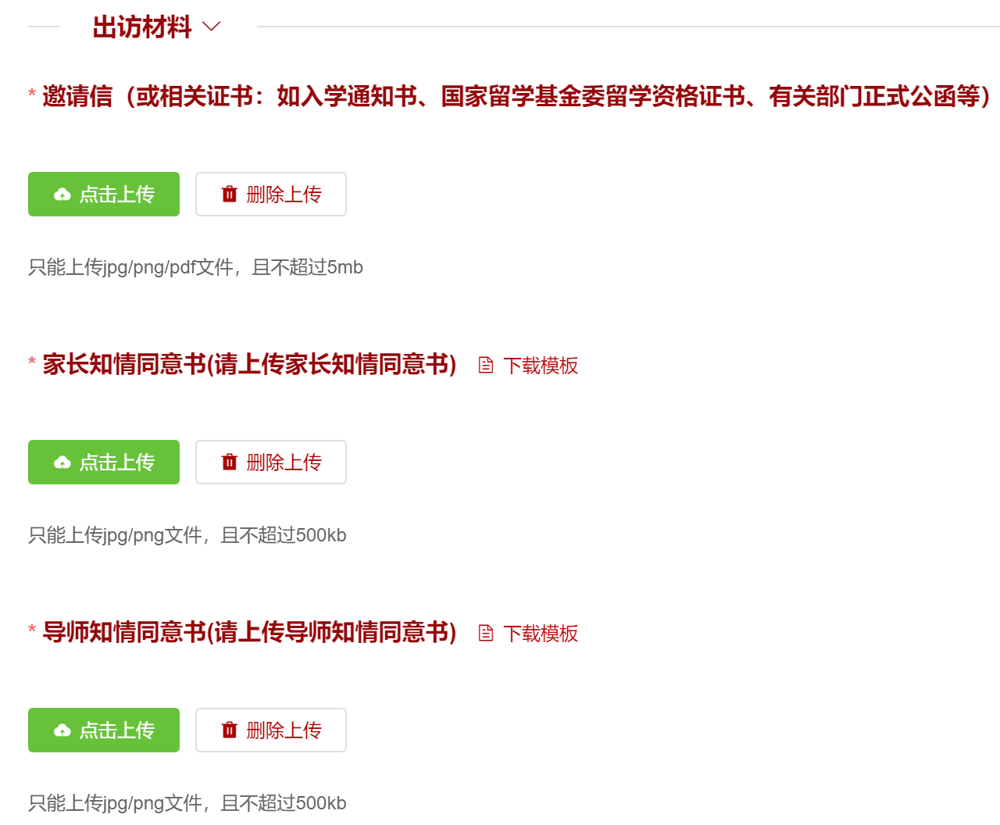 出访材料
* 邀请信（或相关证书：如入学通知书、国家留学基金委留学资格证书、有关部门正式公函等）
点击上传 删除上传
只能上传jpg/png/pdf文件，且不超过5mb
* 家长知情同意书(请上传家长知情同意书) 下载模板
点击上传 删除上传
只能上传jpg/png文件，且不超过500kb
* 导师知情同意书(请上传导师知情同意书) 下载模板
点击上传 删除上传
只能上传jpg/png文件，且不超过500kb